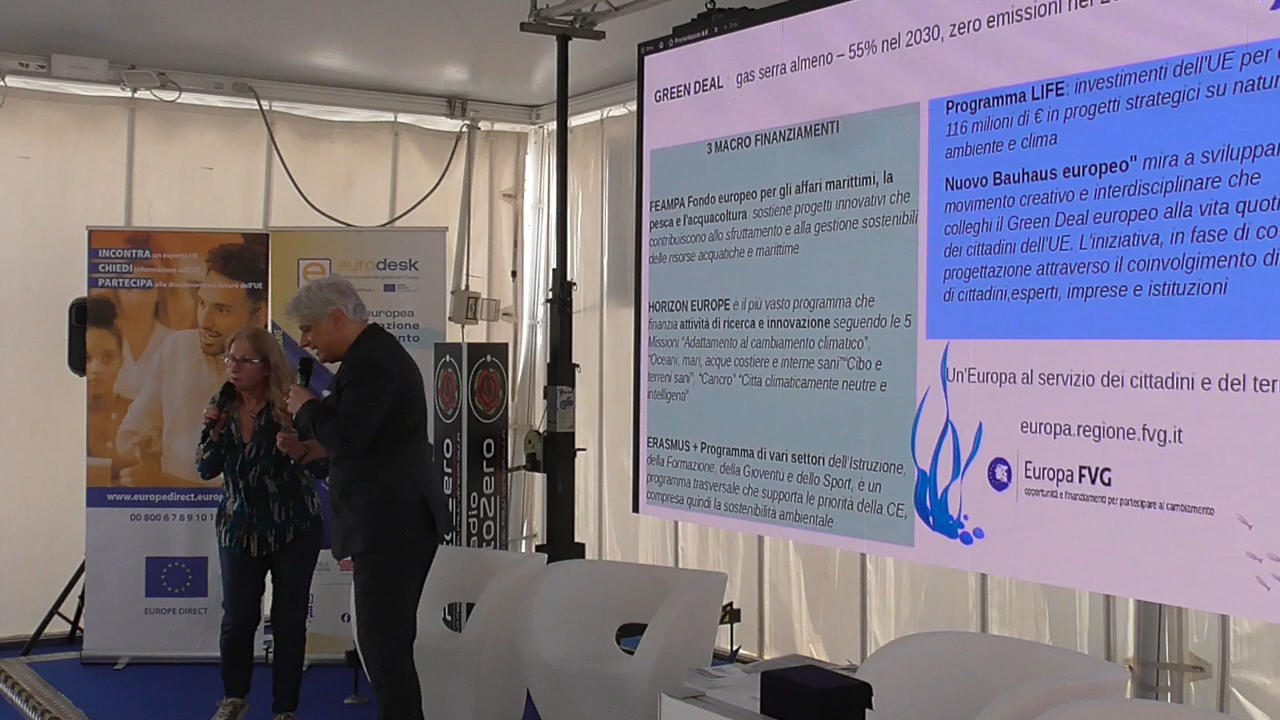 GREEN DEAL gas serra almeno – 55% nel 2030, zero emissioni nel
3 MACRO FINANZIAMENTI
FEAMPA Fondo europeo per gli affari marittimi, la
pesca e l'acquacoltura sostiene progetti innovativi che
contribuiscono allo sfruttamento e alla gestione sostenibili
delle risorse acquatiche e marittime
HORIZON EUROPE è il più vasto programma che
finanzia attività di ricerca e innovazione seguendo le 5
Missioni "Adattamento al cambiamento climatico",
"Oceani, mari, acque costiere e interne sani""Cibo e
terreni sani", "Cancro" "Citta climaticamente neutre e
intelligenti"
ERASMUS + Programma di vari settori dell'Istruzione,
della Formazione, della Gioventù e dello Sport, è un
programma trasversale che supporta le priorità della CE,
compresa quindi la sostenibilità ambientale
Programma LIFE: investimenti dell'UE per
116 milioni di € in progetti strategici su
ambiente e clima
Nuovo Bauhaus europeo" mira a
movimento creativo e interdisciplinare che
colleghi il Green Deal europeo alla vita
dei cittadini dell'UE. L'iniziativa, in fase di
progettazione attraverso il coinvolgimento di
di cittadini,esperti, imprese e istituzioni
Un'Europa al servizio dei cittadini e del
europa.regione.fvg.it
Europa FVG
opportunità e finanziamenti per partecipare al cambiamento
INCONTRA un esperto UE
CHIEDI informazioni sull'UE
PARTECIPA alla discussione sul futuro dell'UE
www.europedirect.europ
00 800 6 7 8 9 10 1
EUROPE DIRECT
eurodesk